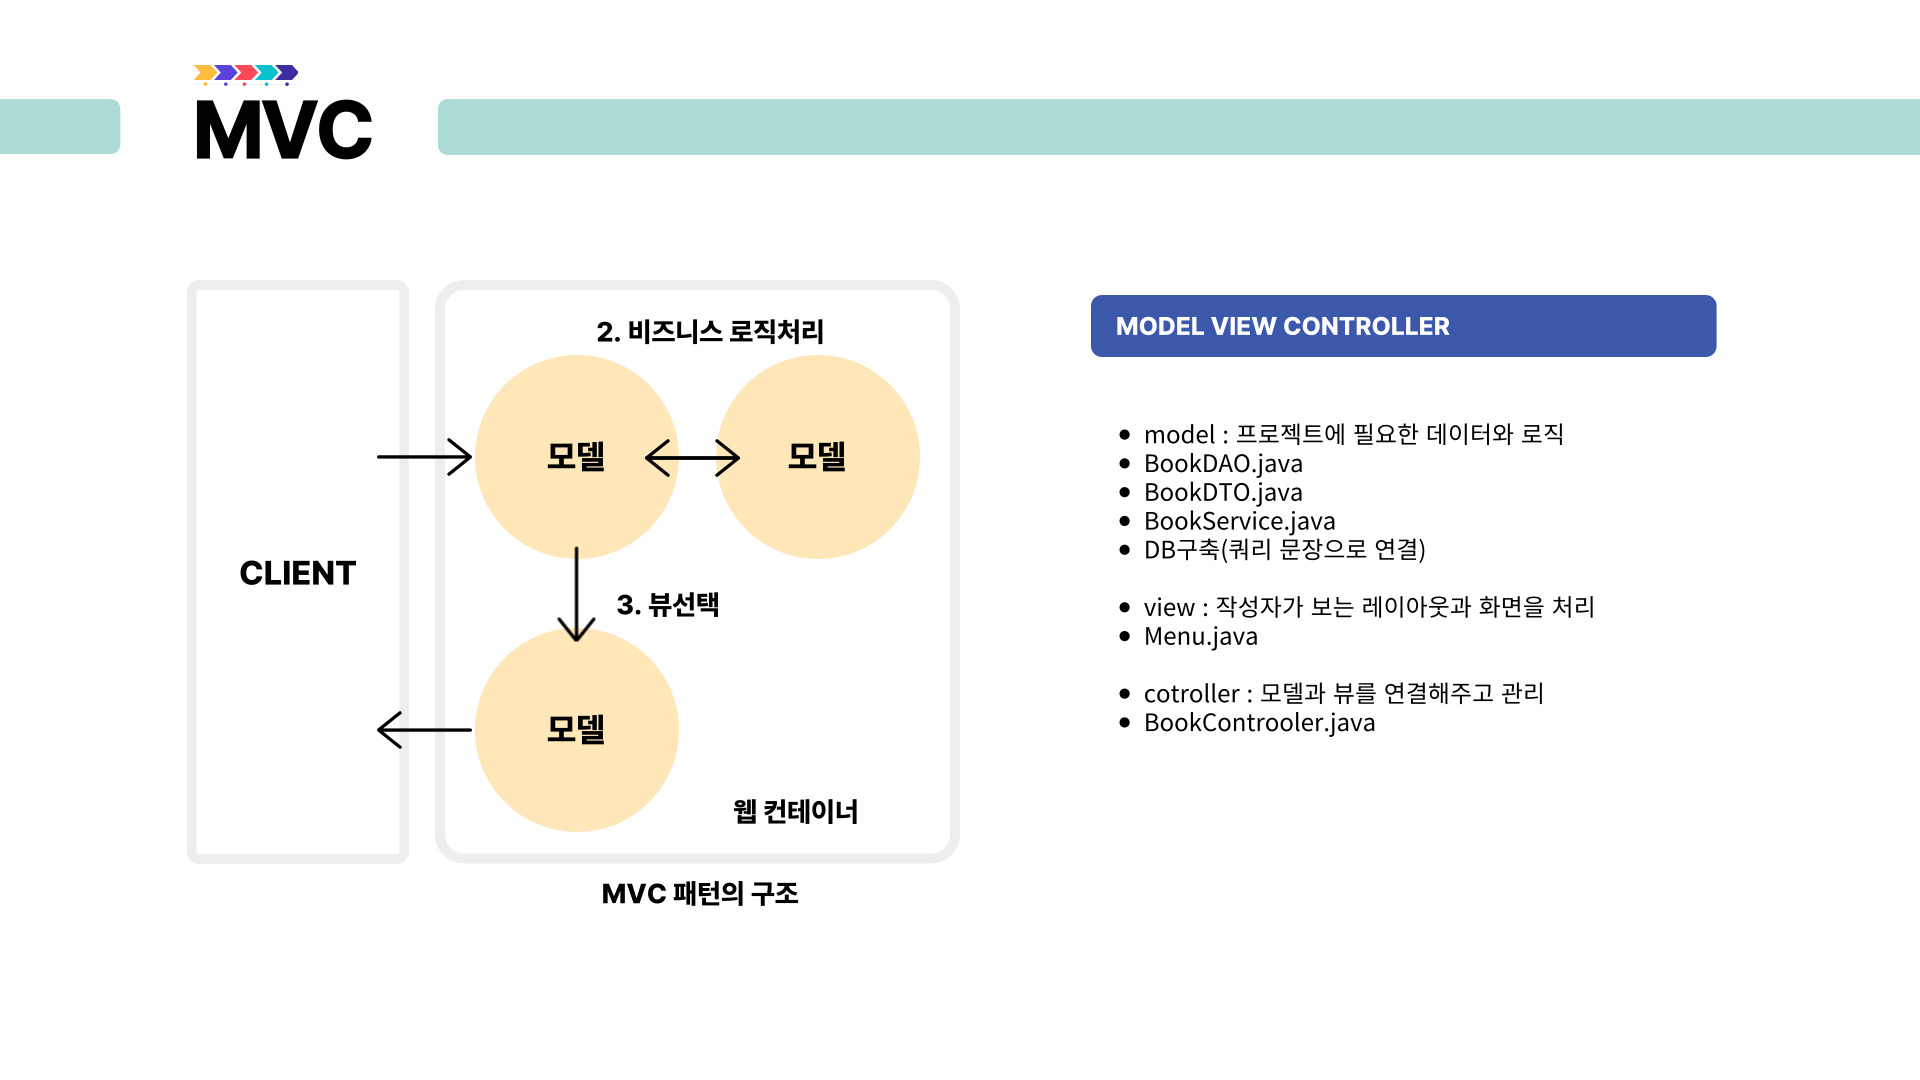 MVC
2. 비즈니스 로직처리
모델
모델
CLIENT
3. 뷰선택
모델
웹 컨테이너
MVC 패턴의 구조
MODEL VIEW CONTROLLER
model : 프로젝트에 필요한 데이터와 로직
BookDAO.java
BookDTO.java
BookService.java
DB구축(쿼리 문장으로 연결)
view : 작성자가 보는 레이아웃과 화면을 처리
Menu.java
cotroller : 모델과 뷰를 연결해주고 관리
BookControoler.java